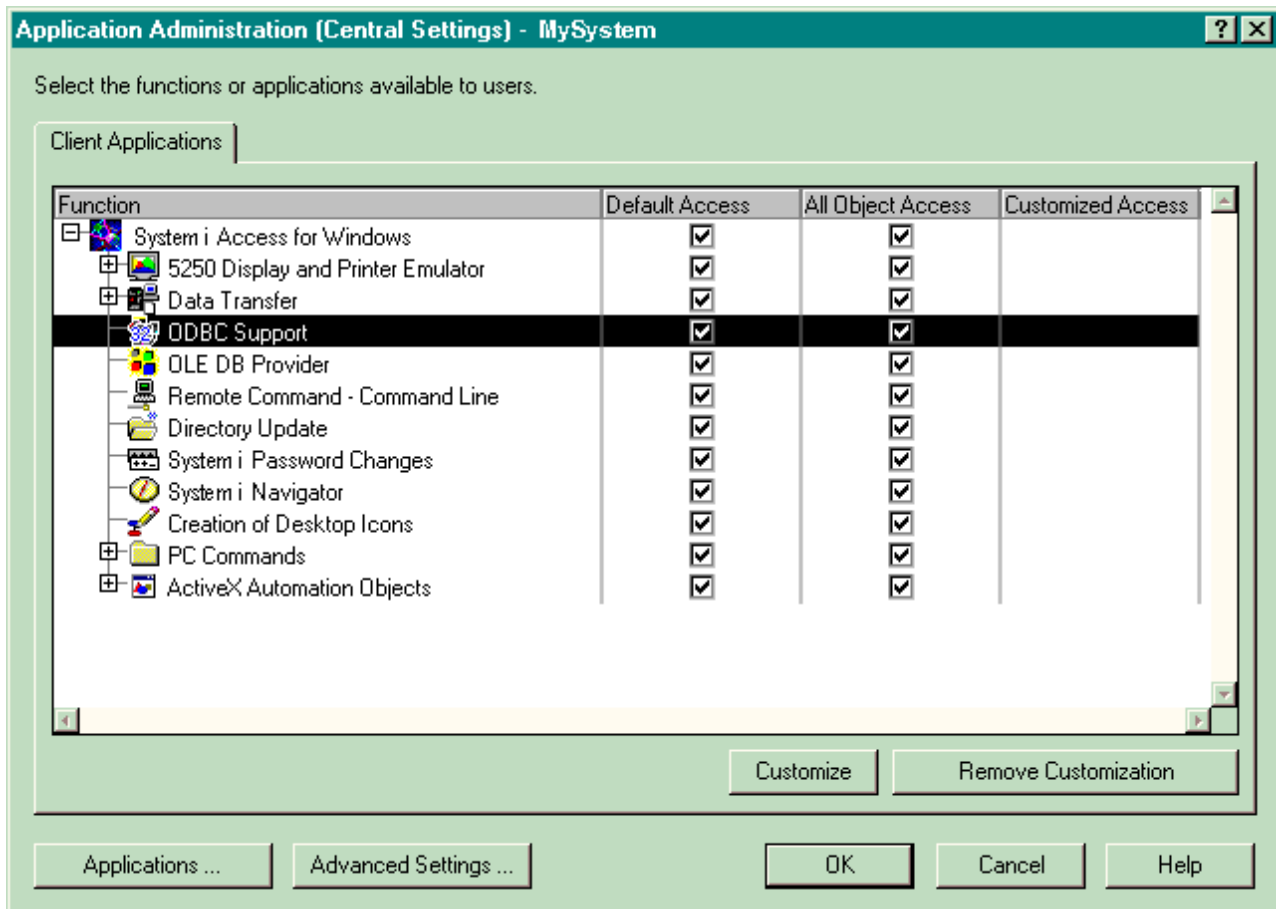 Application Administration (Central Settings) - MySystem
Select the functions or applications available to users.
Client Applications
Function Default Access All Object Access Customized Access
System i Access for Windows
5250 Display and Printer Emulator
Data Transfer
32 ODBC Support
OLE DB Provider
Remote Command - Command Line
Directory Update
System i Password Changes
System i Navigator
Creation of Desktop Icons
PC Commands
ActiveX Automation Objects
Customize Remove Customization
Applications ... Advanced Settings ... OK Cancel Help